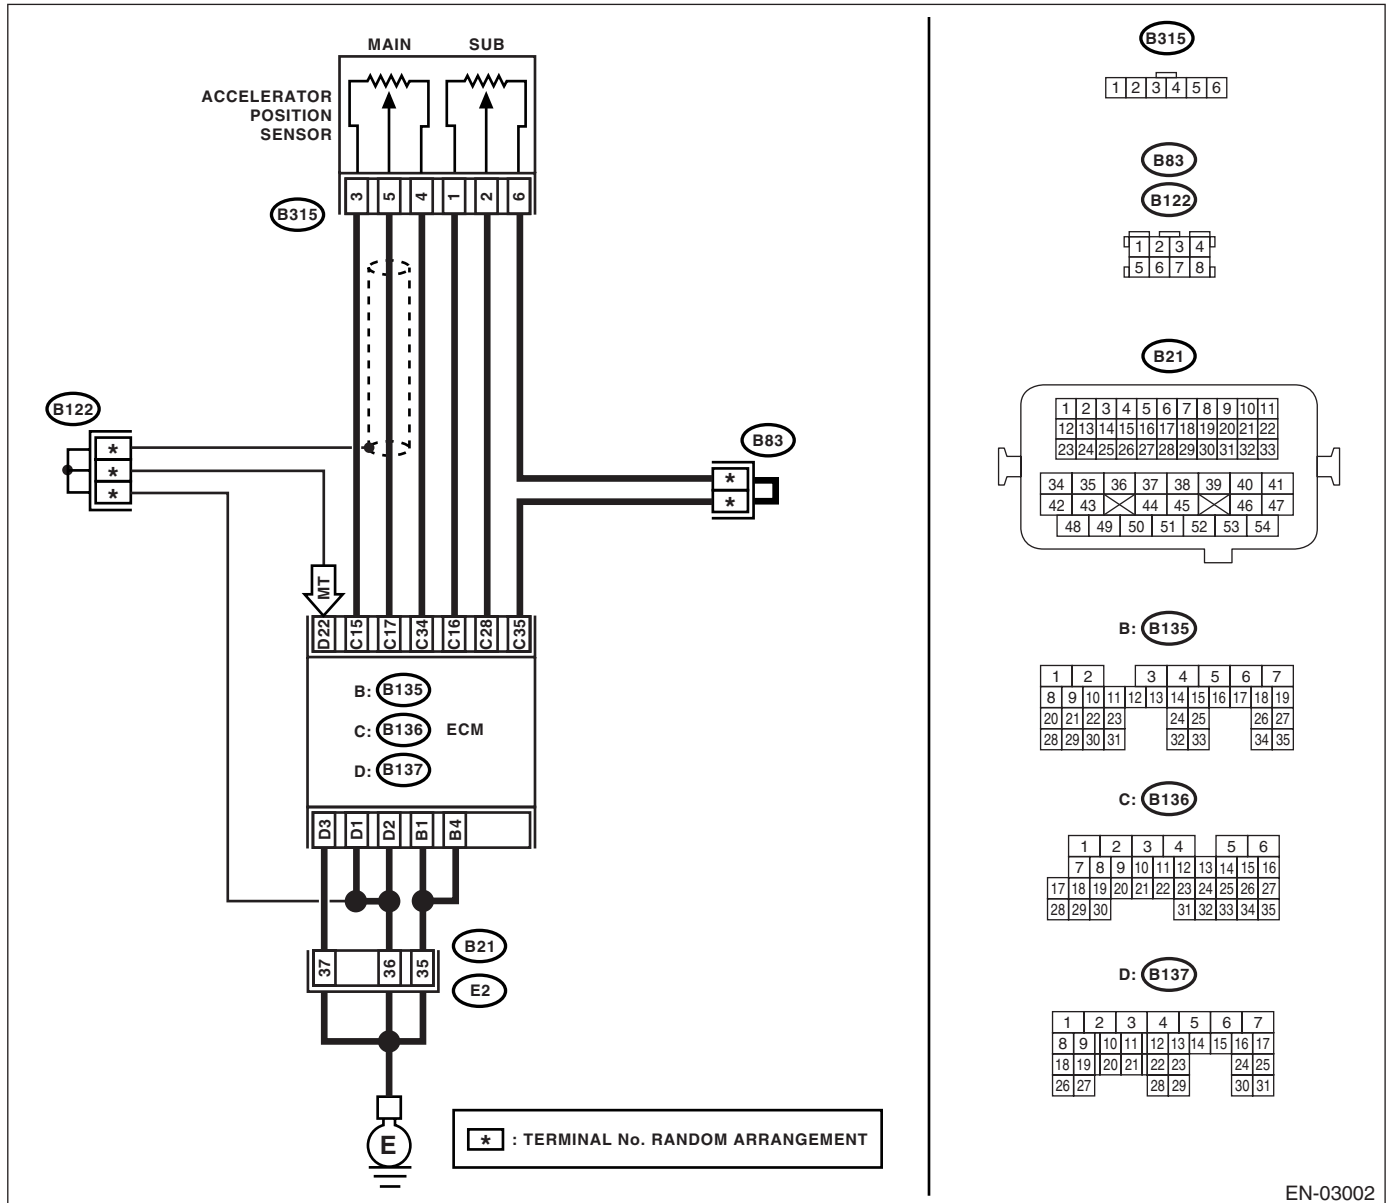 MAIN SUB
ACCELERATOR
POSITION
SENSOR
3 5 4 1 2 6
B315
B122
*
*
*
B83
*
*
MT
D22 C15 C17 C34 C16 C28 C35
B: B135
C: B136 ECM
D: B137
D3 D1 D2 B1 B4
B21
37 36 35
E2
E
* : TERMINAL No. RANDOM ARRANGEMENT
B315
1 2 3 4 5 6
B83
B122
1 2 3 4
5 6 7 8
B21
1 2 3 4 5 6 7 8 9 10 11
12 13 14 15 16 17 18 19 20 21 22
23 24 25 26 27 28 29 30 31 32 33
34 35 36 37 38 39 40 41
42 43 44 45 46 47
48 49 50 51 52 53 54
B: B135
1 2 3 4 5 6 7
8 9 10 11 12 13 14 15 16 17 18 19
20 21 22 23 24 25 26 27
28 29 30 31 32 33 34 35
C: B136
1 2 3 4 5 6
7 8 9 10 11 12 13 14 15 16
17 18 19 20 21 22 23 24 25 26 27
28 29 30 31 32 33 34 35
D: B137
1 2 3 4 5 6 7
8 9 10 11 12 13 14 15 16 17
18 19 20 21 22 23 24 25
26 27 28 29 30 31
EN-03002